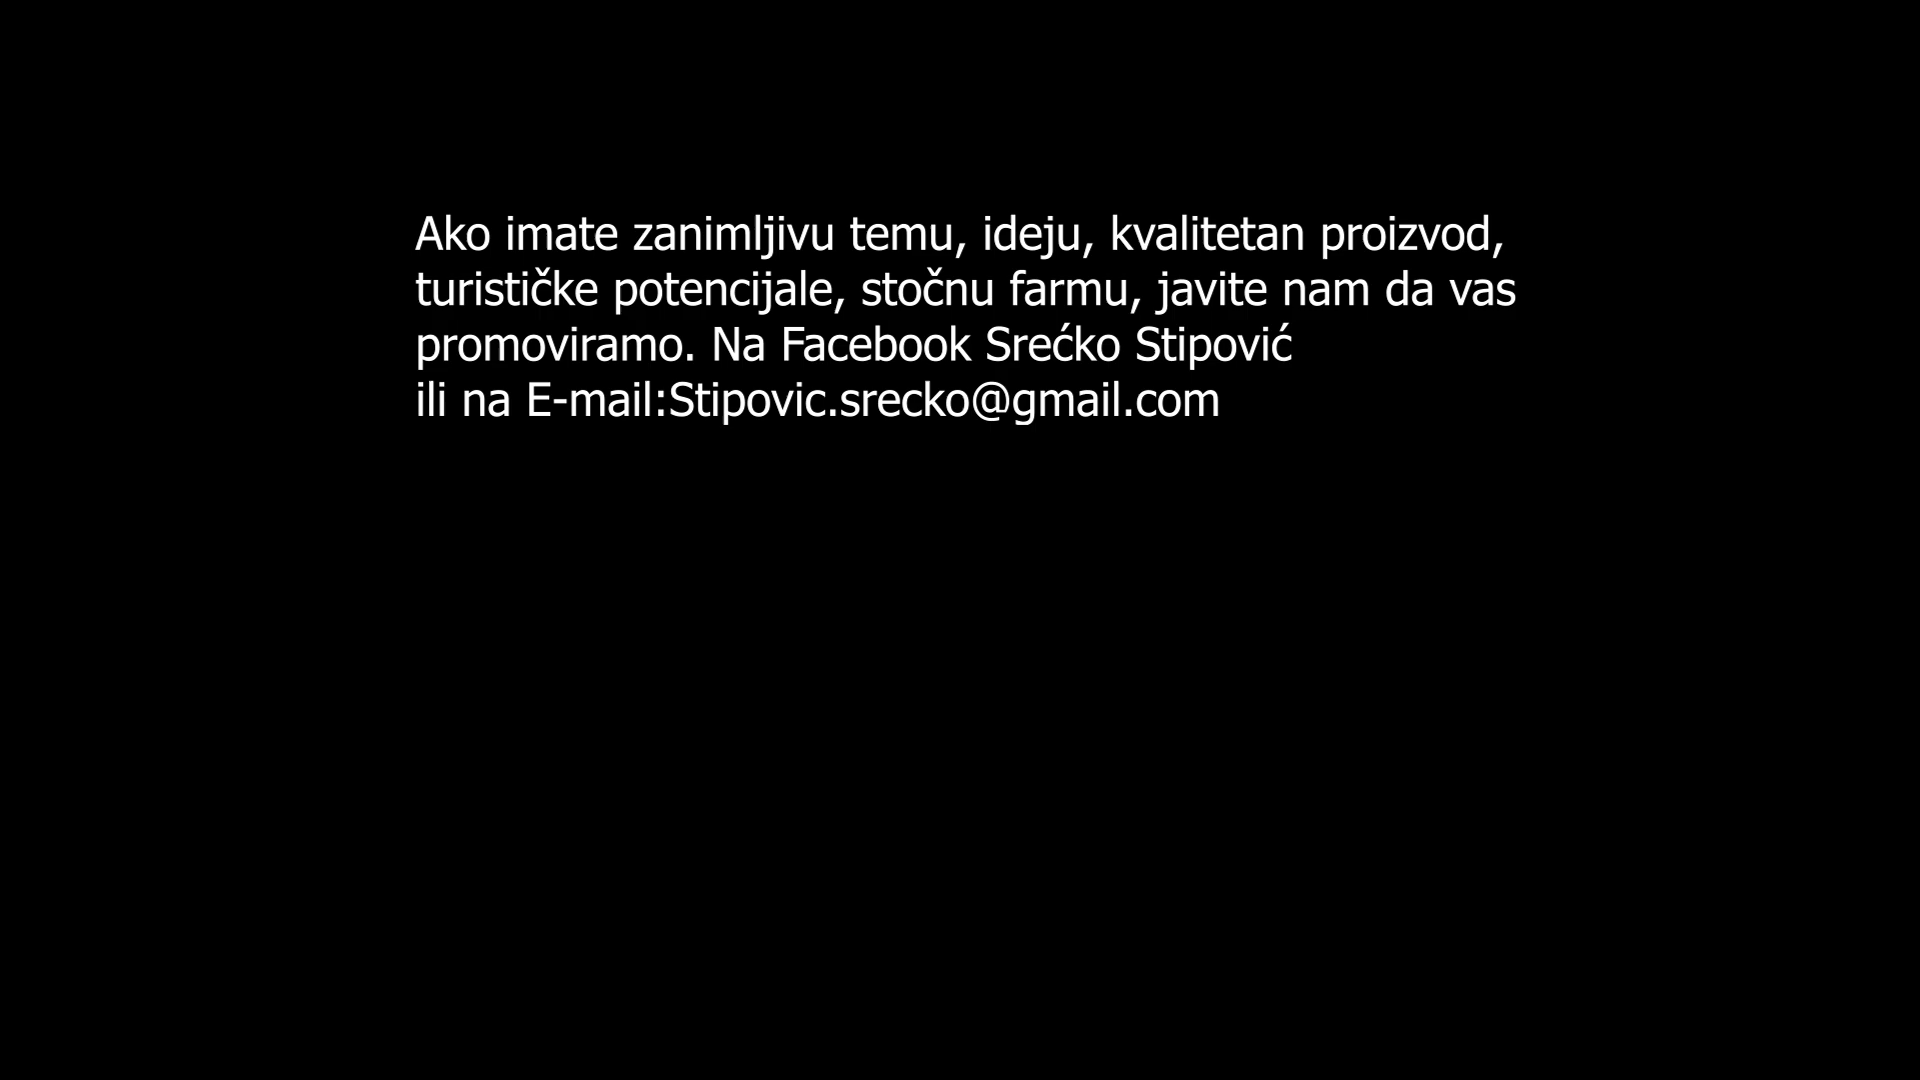 Ako imate zanimljivu temu, ideju, kvalitetan proizvod,
turističke potencijale, stočnu farmu, javite nam da vas
promoviramo. Na Facebook Srećko Stipović
ili na E-mail:Stipovic.srecko@gmail.com